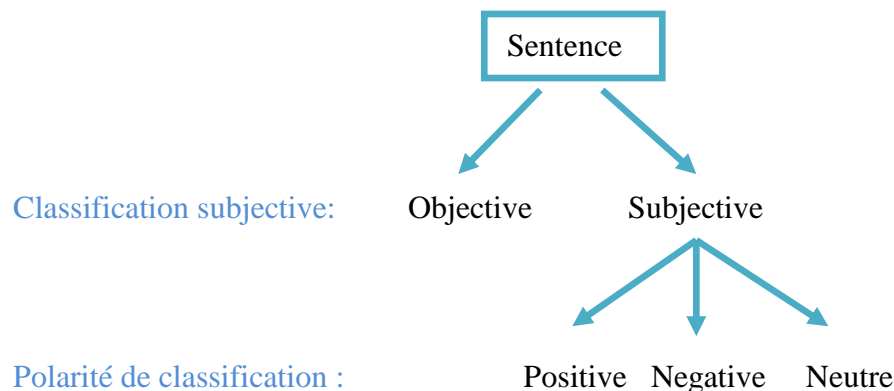 Sentence
Classification subjective: Objective Subjective
Polarité de classification : Positive Negative Neutre